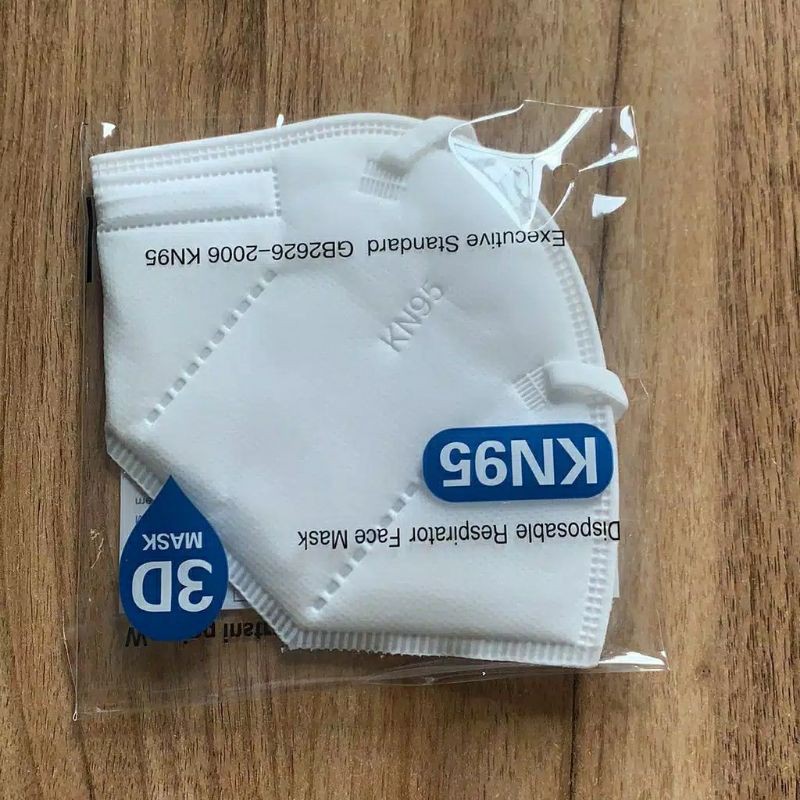 3D
MASK
Disposable Respirator Face Mask
KN95
KN95
Executive Standard GB2626-2006 KN95